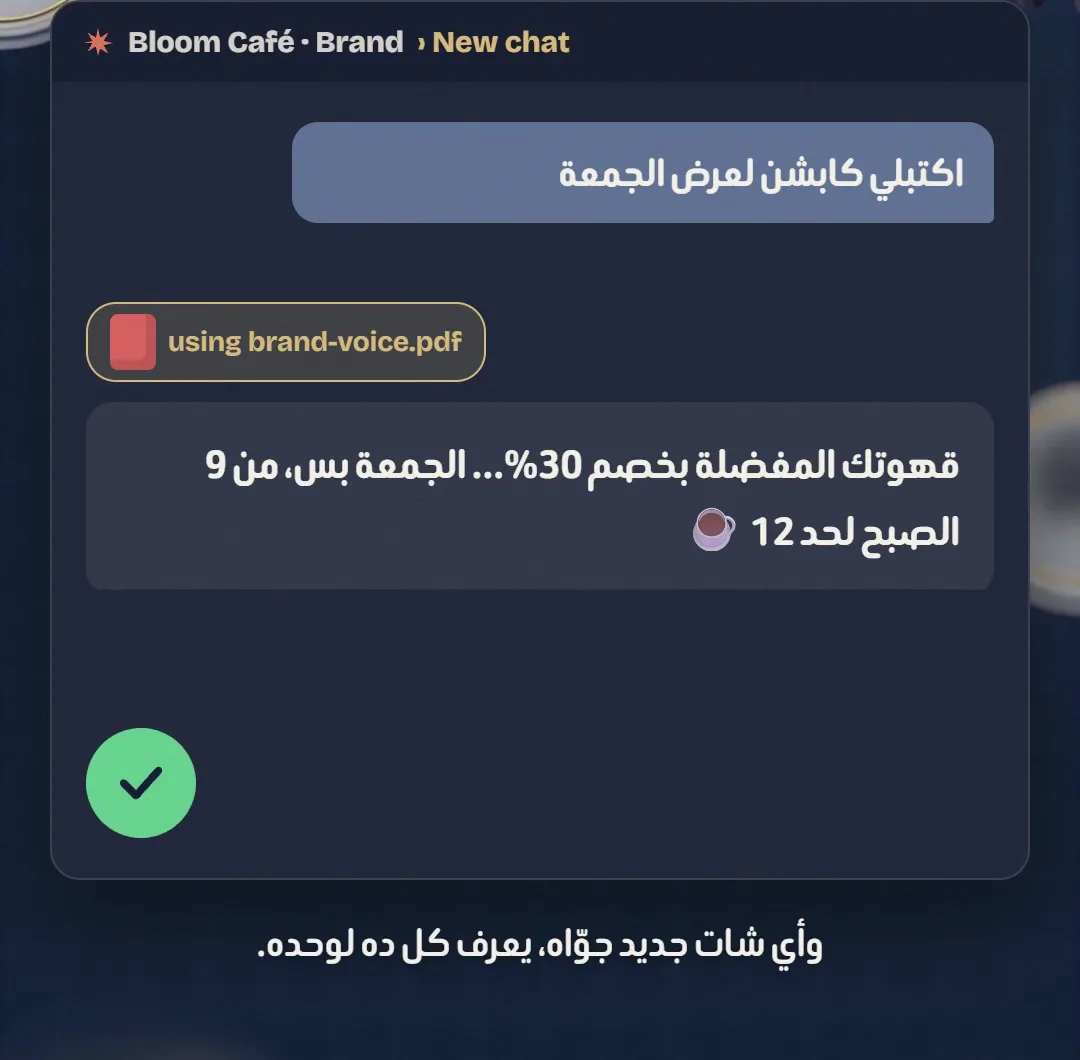 Bloom Café · Brand › New chat
اكتبلي كابشن لعرض الجمعة
using brand-voice.pdf
قهوتك المفضلة بخصم 30%... الجمعة بس، من 9
الصبح لحد 12 ☕
وأي شات جديد جوّاه، يعرف كل ده لوحده.